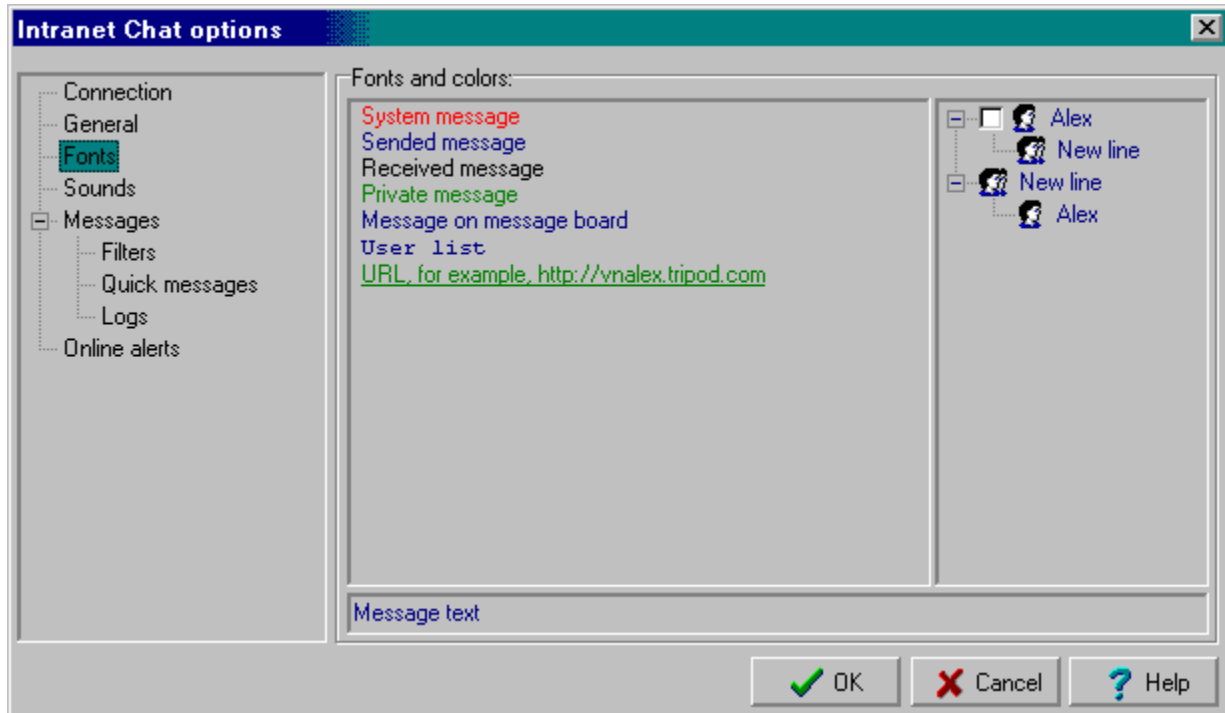 Intranet Chat options
Connection
General
Fonts
Sounds
Messages
Filters
Quick messages
Logs
Online alerts
Fonts and colors:
System message
Sended message
Received message
Private message
Message on message board
User list
URL, for example, http://vnalex.tripod.com
Alex
New line
New line
Alex
Message text
OK
Cancel
Help